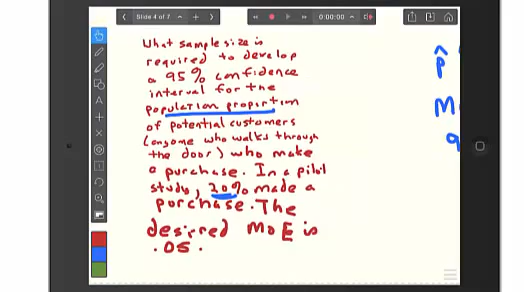 Slide 4 of 7
0:00:00
What sample size is
required to develop
a 95% confidence
interval for the
population proportion
of potential customers
(anyone who walks through
the door) who make
a purchase. In a pilot
study, 20% made a
purchase. The
desired MoE is
.05.
p̂
M
9